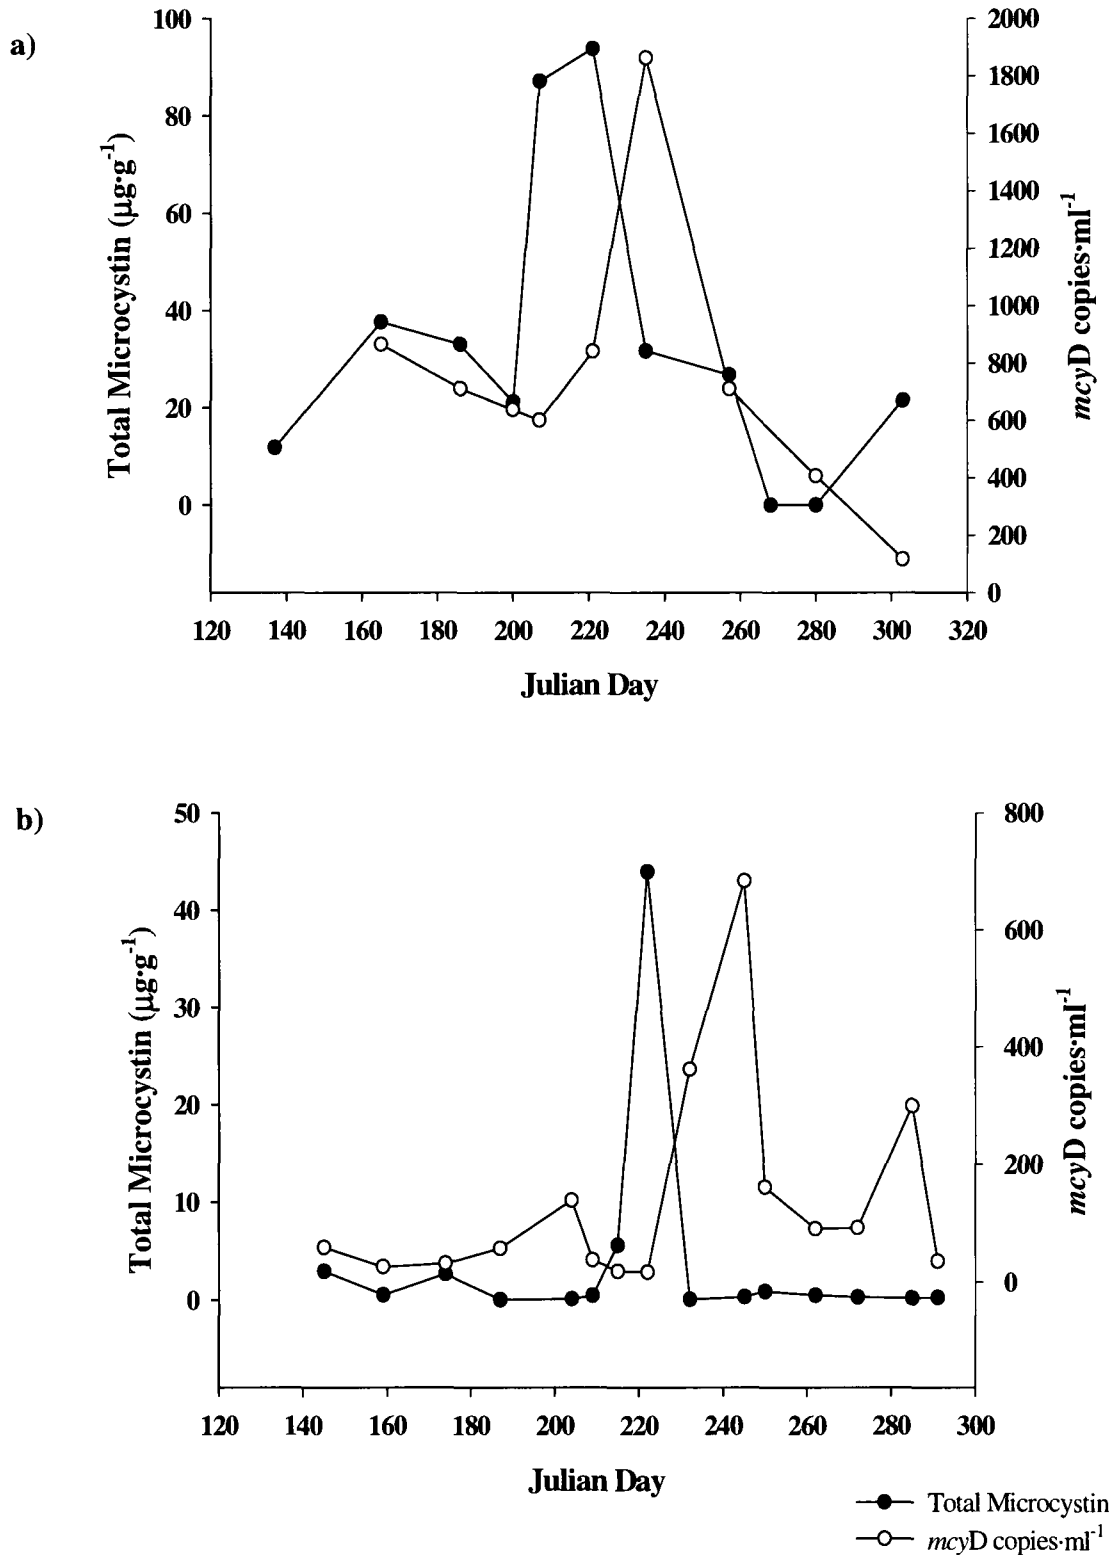 a)
100
80
60
40
20
0
Total Microcystin (µg·g⁻¹)
2000
1800
1600
1400
1200
1000
800
600
400
200
0
mcyD copies·ml⁻¹
120 140 160 180 200 220 240 260 280 300 320
Julian Day
b)
50
40
30
20
10
0
Total Microcystin (µg·g⁻¹)
800
600
400
200
0
mcyD copies·ml⁻¹
120 140 160 180 200 220 240 260 280 300
Julian Day
Total Microcystin
mcyD copies·ml⁻¹